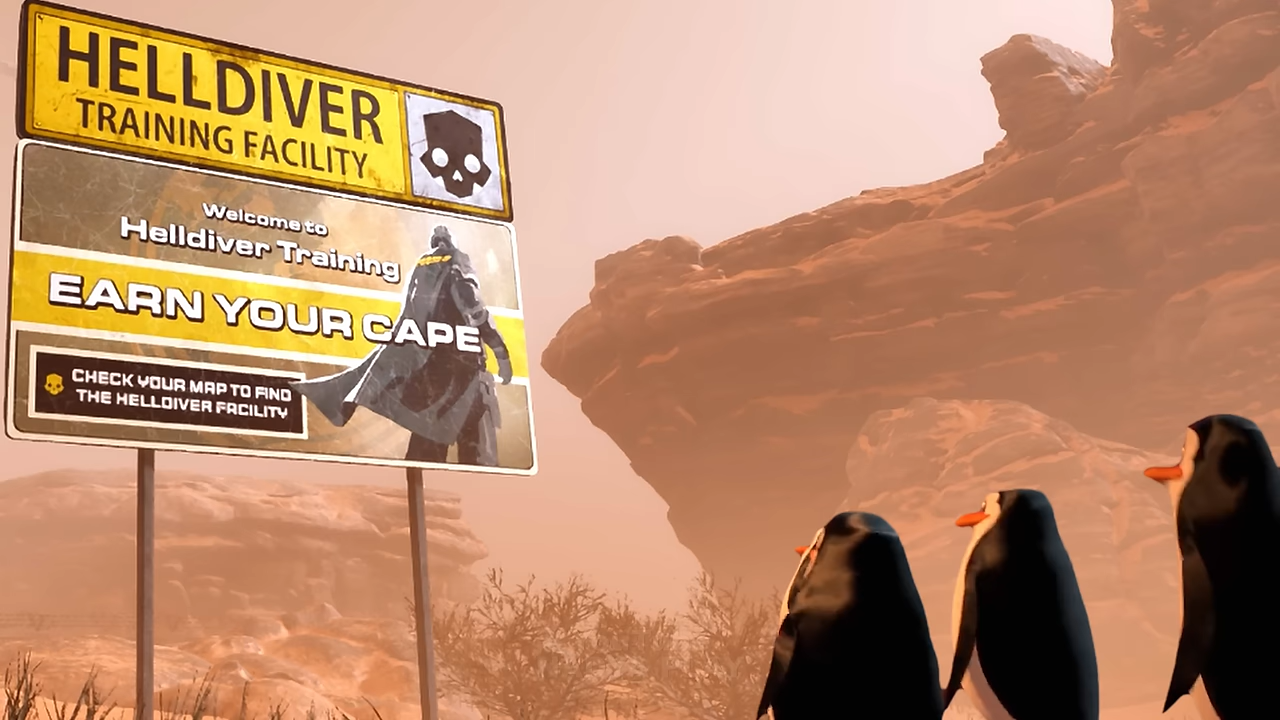 HELLDIVER
TRAINING FACILITY
Welcome to
Helldiver Training
EARN YOUR CAPE
CHECK YOUR MAP TO FIND
THE HELLDIVER FACILITY